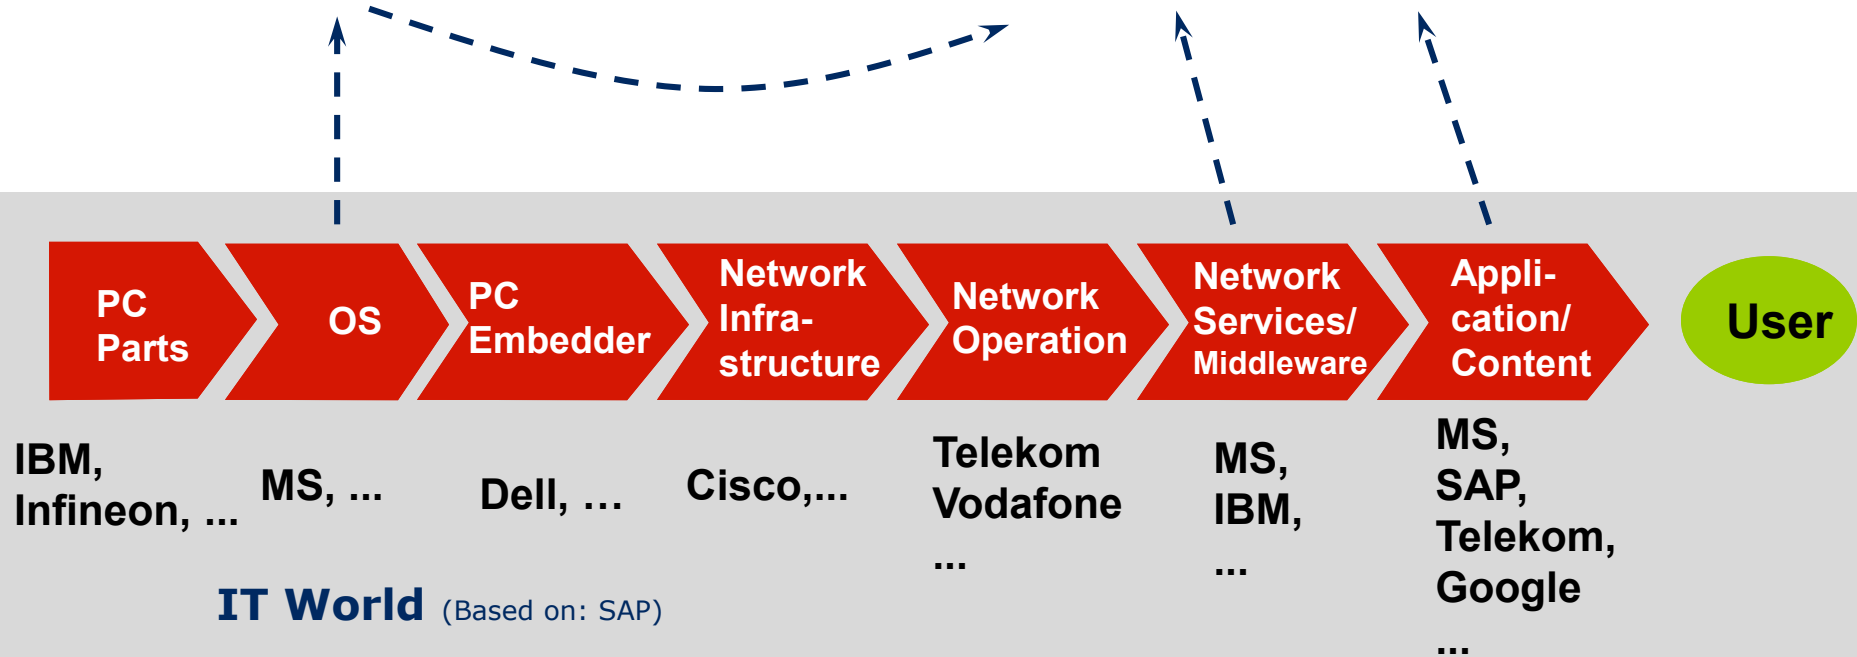 PC
Parts
OS
PC
Embedder
Network
Infra-
structure
Network
Operation
Network
Services/
Middleware
Appli-
cation/
Content
User
IBM,
Infineon, ...
MS, ...
Dell, …
Cisco,...
Telekom
Vodafone
...
MS,
IBM,
...
MS,
SAP,
Telekom,
Google
...
IT World (Based on: SAP)